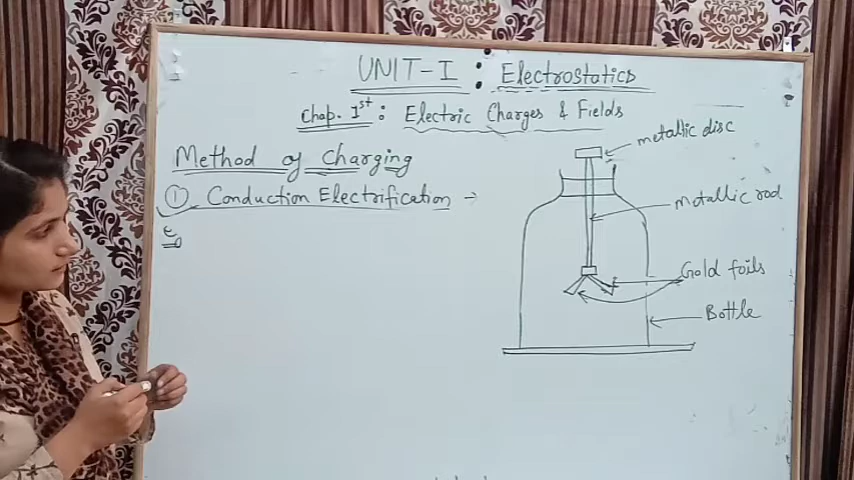 UNIT-I : Electrostatics
Chap. Ist : Electric Charges & Fields
Method of Charging
① Conduction Electrification →
metallic disc
metallic rod
Gold foils
Bottle